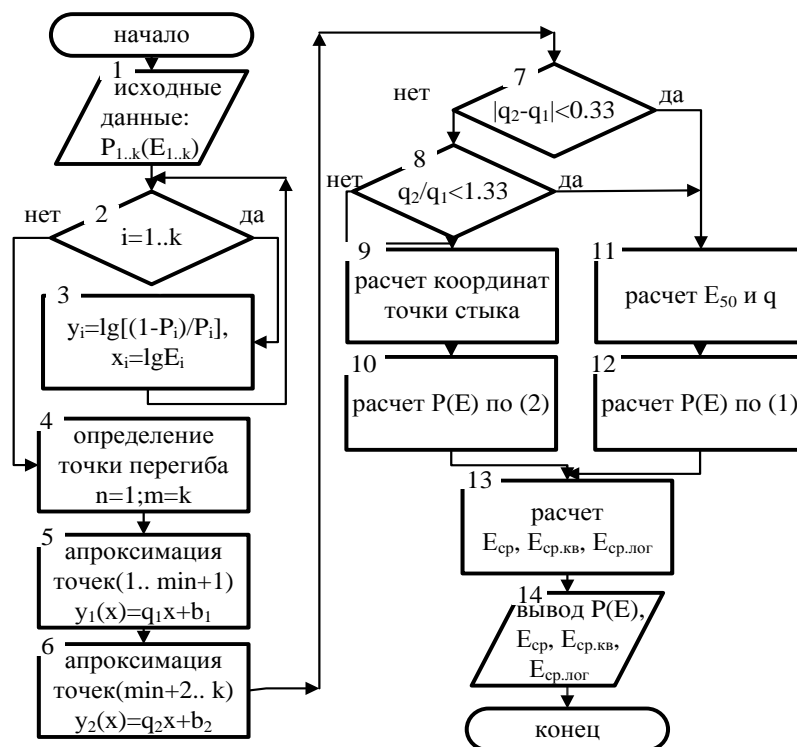 начало
1
исходные
данные:
P₁..ₖ(E₁..ₖ)
2
нет
да
i=1..k
3
yᵢ=lg[(1-Pᵢ)/Pᵢ],
xᵢ=lgEᵢ
4
определение
точки перегиба
n=1;m=k
5
апроксимация
точек(1.. min+1)
y₁(x)=q₁x+b₁
6
апроксимация
точек(min+2.. k)
y₂(x)=q₂x+b₂
7
нет
да
|q₂-q₁|<0.33
8
нет
да
q₂/q₁<1.33
9
расчет координат
точки стыка
10
расчет P(E) по (2)
11
расчет E₅₀ и q
12
расчет P(E) по (1)
13
расчет
Eср, Eср.кв, Eср.лог
14
вывод P(E),
Eср, Eср.кв,
Eср.лог
конец